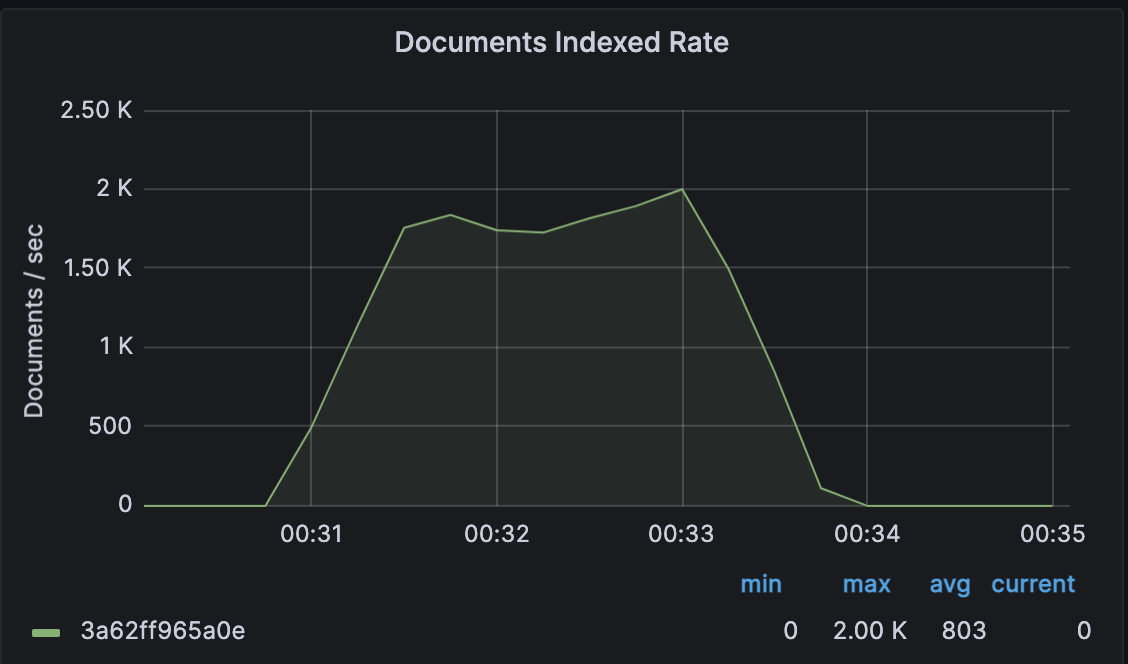 Documents Indexed Rate
2.50 K
2 K
1.50 K
1 K
500
0
Documents / sec
00:31 00:32 00:33 00:34 00:35
min max avg current
3a62ff965a0e 0 2.00 K 803 0